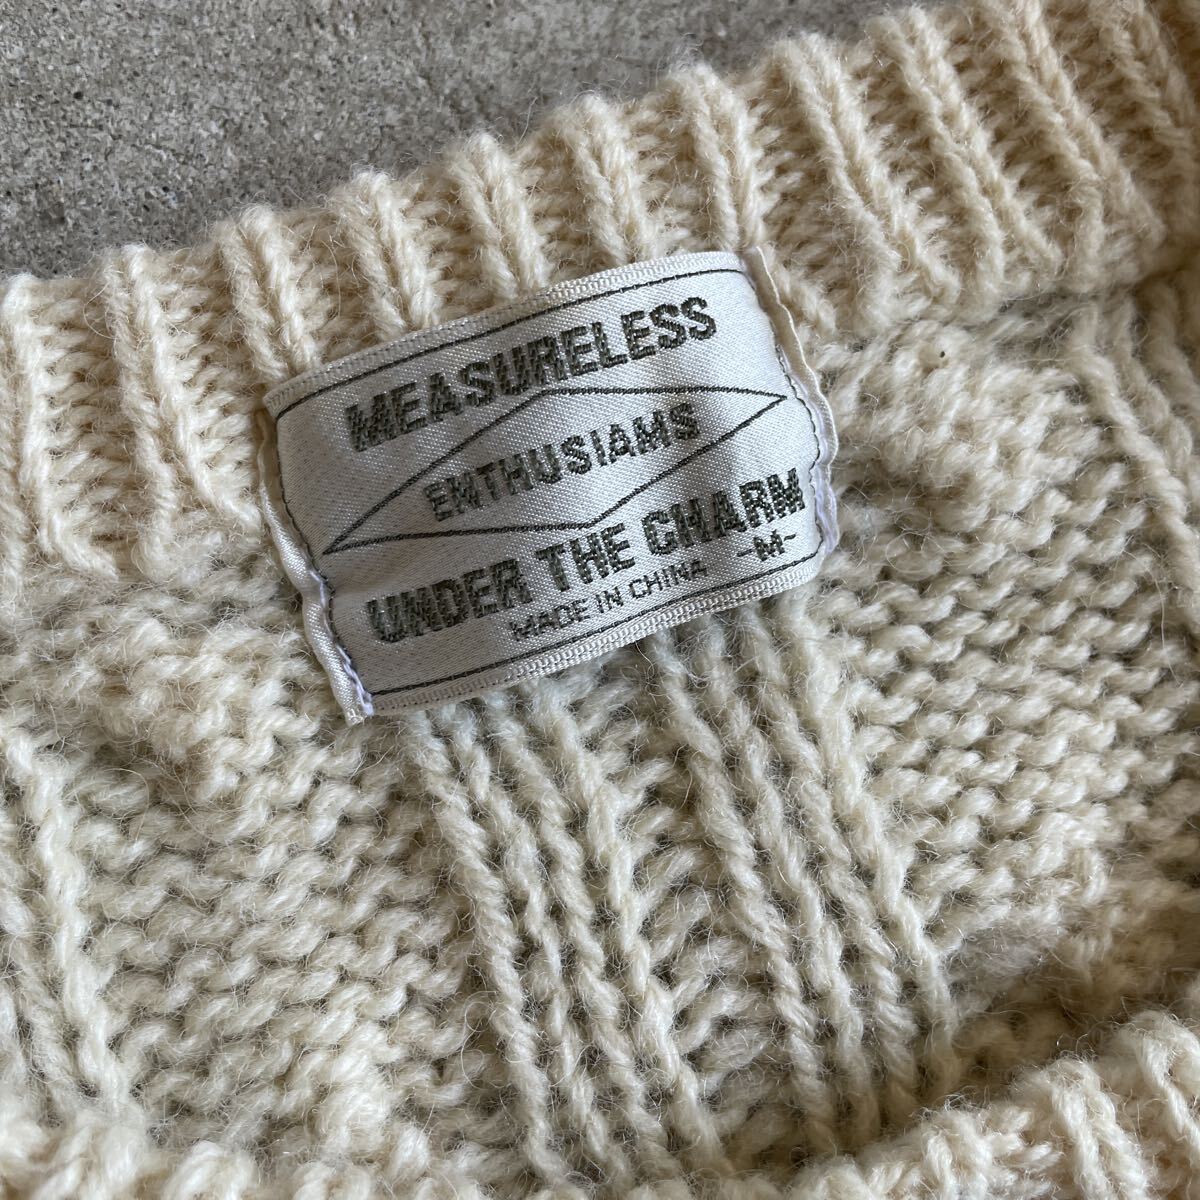 MEASURELESS
ENTHUSIAMS
UNDER THE CHARM
-M-
MADE IN CHINA